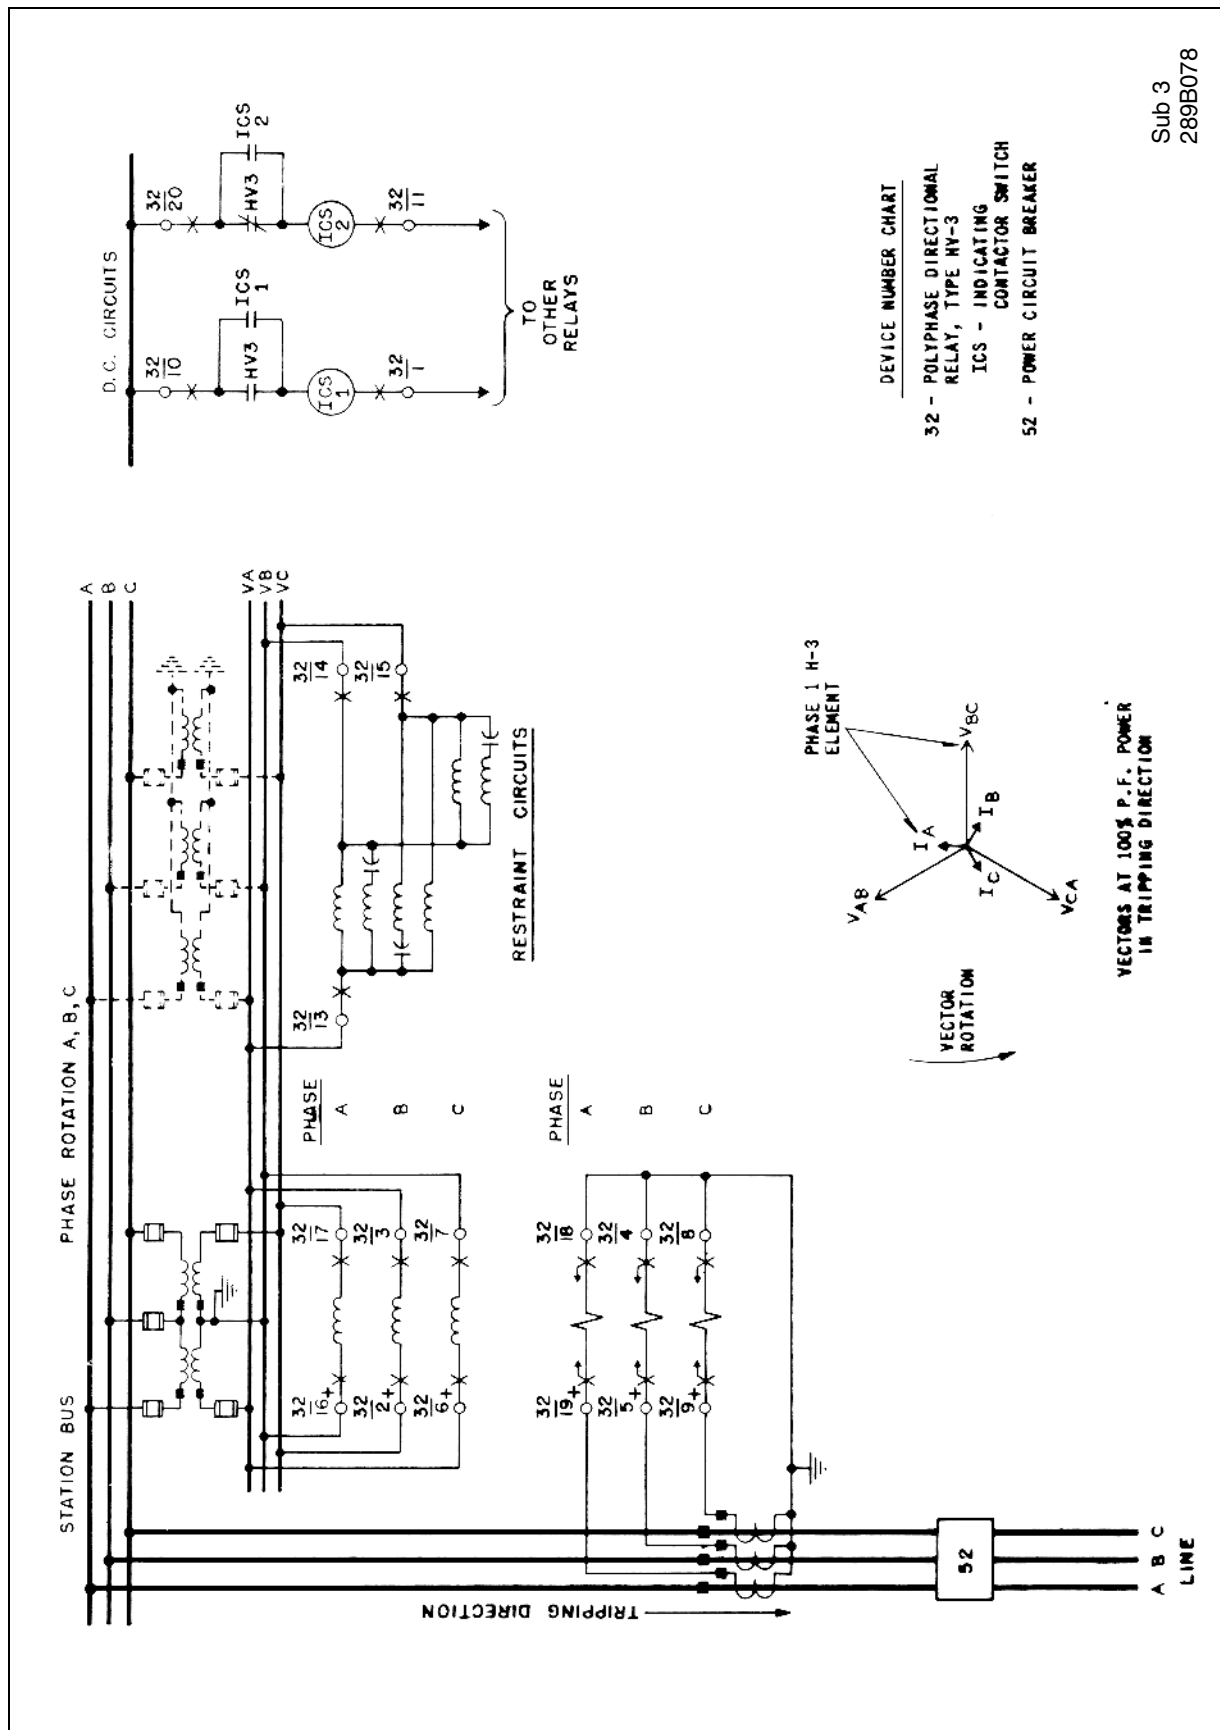 STATION BUS PHASE ROTATION A, B, C
A
B
C
VA
VB
VC
D.C. CIRCUITS
32
10
32
20
HV3
ICS
1
HV3
ICS
2
ICS
1
ICS
2
32
1
32
11
TO
OTHER
RELAYS
PHASE
A
B
C
32
16
+
32
17
32
2
+
32
3
32
6
+
32
7
32
13
32
14
32
15
RESTRAINT CIRCUITS
PHASE
A
B
C
32
19
+
32
18
32
5
+
32
4
32
9
+
32
8
TRIPPING DIRECTION
52
A B C
LINE
VECTOR
ROTATION
PHASE 1 H-3
ELEMENT
VAB
IA
VBC
IB
IC
VCA
VECTORS AT 100% P.F. POWER
IN TRIPPING DIRECTION
DEVICE NUMBER CHART
32 - POLYPHASE DIRECTIONAL
RELAY, TYPE HV-3
ICS - INDICATING
CONTACTOR SWITCH
52 - POWER CIRCUIT BREAKER
Sub 3
289B078